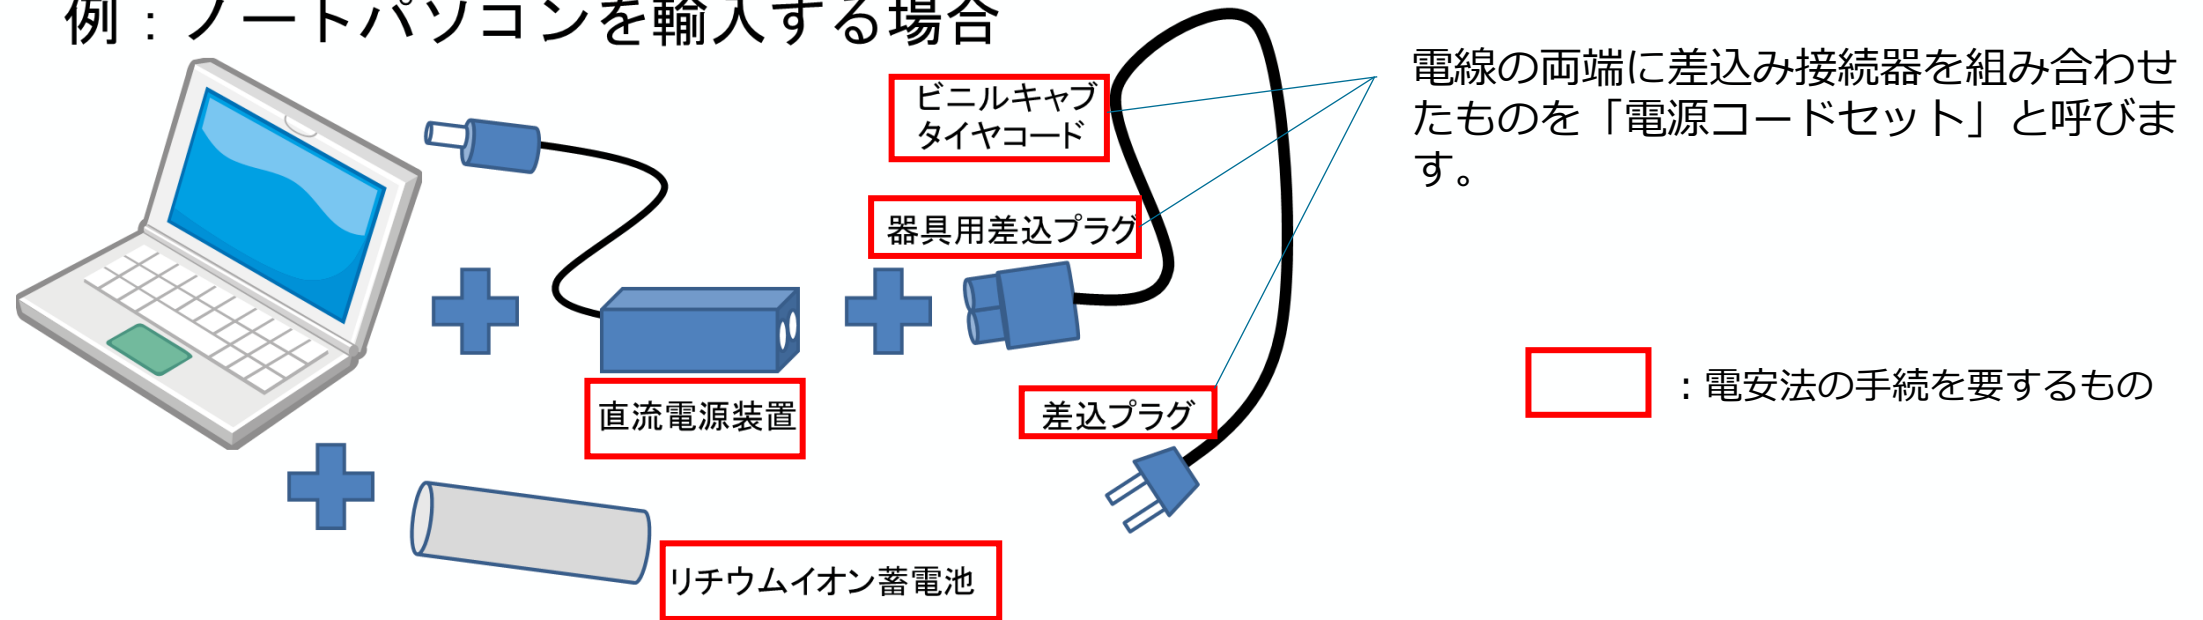 例：ノートパソコンを輸入する場合
電線の両端に差込み接続器を組み合わせ
たものを「電源コードセット」と呼びま
す。
ビニルキャブ
タイヤコード
器具用差込プラグ
直流電源装置
差込プラグ
：電安法の手続を要するもの
リチウムイオン蓄電池